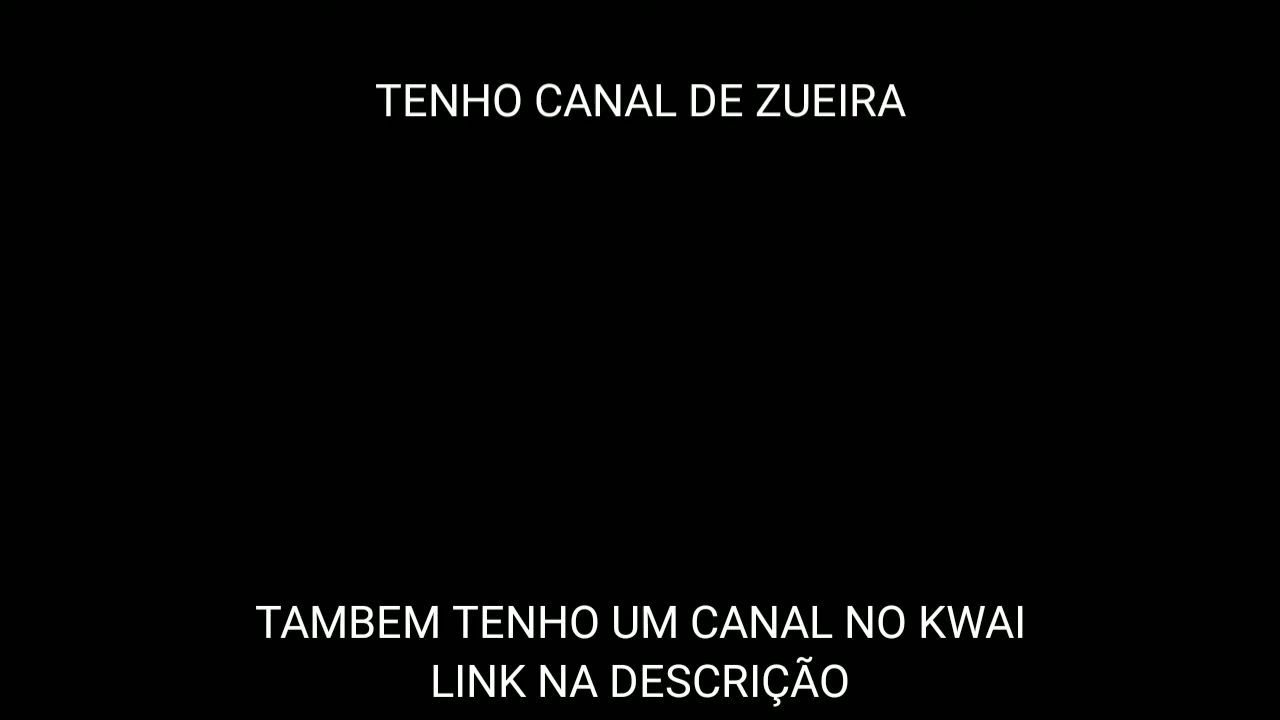 TENHO CANAL DE ZUEIRA
TAMBEM TENHO UM CANAL NO KWAI
LINK NA DESCRIÇÃO